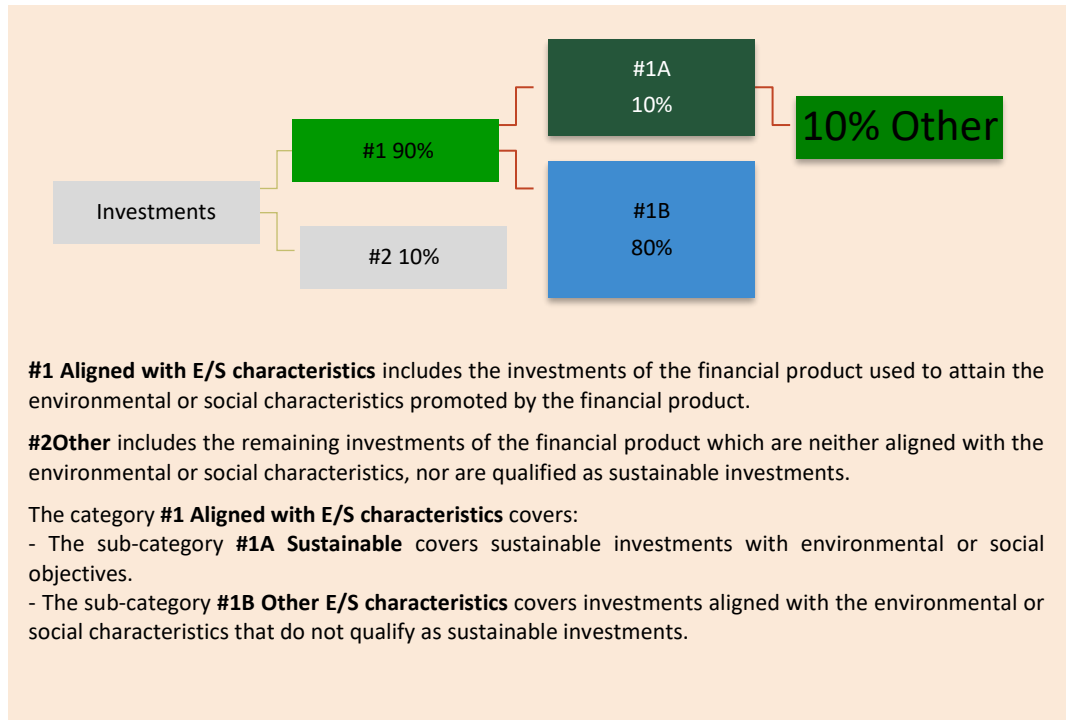 #1A
10%
10% Other
#1 90%
Investments
#1B
80%
#2 10%
#1 Aligned with E/S characteristics includes the investments of the financial product used to attain the
environmental or social characteristics promoted by the financial product.
#2Other includes the remaining investments of the financial product which are neither aligned with the
environmental or social characteristics, nor are qualified as sustainable investments.
The category #1 Aligned with E/S characteristics covers:
- The sub-category #1A Sustainable covers sustainable investments with environmental or social
objectives.
- The sub-category #1B Other E/S characteristics covers investments aligned with the environmental or
social characteristics that do not qualify as sustainable investments.